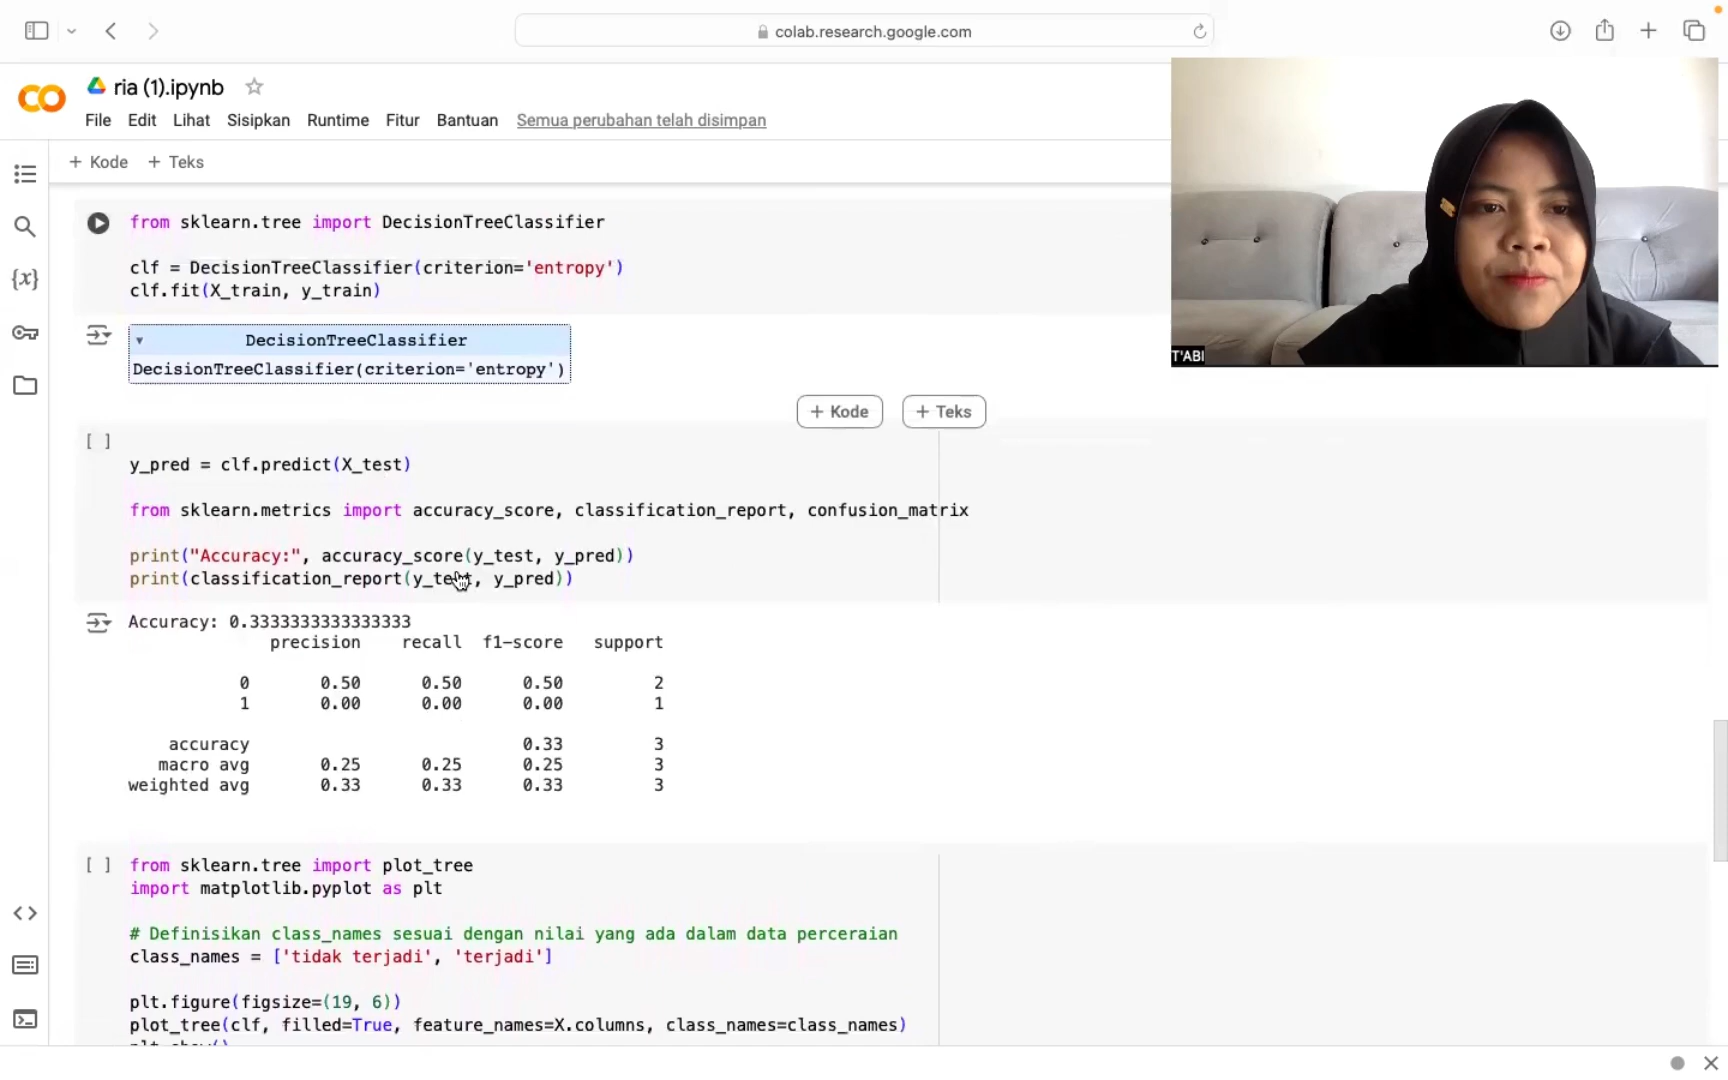 colab.research.google.com
ria (1).ipynb
File Edit Lihat Sisipkan Runtime Fitur Bantuan Semua perubahan telah disimpan
+ Kode + Teks
from sklearn.tree import DecisionTreeClassifier
clf = DecisionTreeClassifier(criterion='entropy')
clf.fit(X_train, y_train)
DecisionTreeClassifier
DecisionTreeClassifier(criterion='entropy')
T'ABI
+ Kode + Teks
[ ]
y_pred = clf.predict(X_test)
from sklearn.metrics import accuracy_score, classification_report, confusion_matrix
print("Accuracy:", accuracy_score(y_test, y_pred))
print(classification_report(y_test, y_pred))
Accuracy: 0.3333333333333333
precision recall f1-score support
0 0.50 0.50 0.50 2
1 0.00 0.00 0.00 1
accuracy 0.33 3
macro avg 0.25 0.25 0.25 3
weighted avg 0.33 0.33 0.33 3
[ ] from sklearn.tree import plot_tree
import matplotlib.pyplot as plt
# Definisikan class_names sesuai dengan nilai yang ada dalam data perceraian
class_names = ['tidak terjadi', 'terjadi']
plt.figure(figsize=(19, 6))
plot_tree(clf, filled=True, feature_names=X.columns, class_names=class_names)
plt.show()